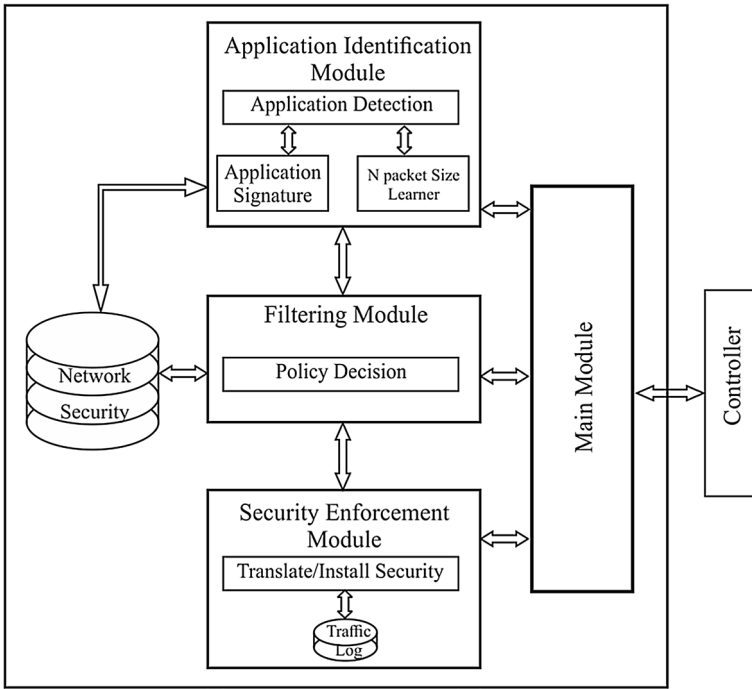 Application Identification
Module
Application Detection
Application
Signature
N packet Size
Learner
Filtering Module
Policy Decision
Network
Security
Security Enforcement
Module
Translate/Install Security
Traffic
Log
Main Module
Controller